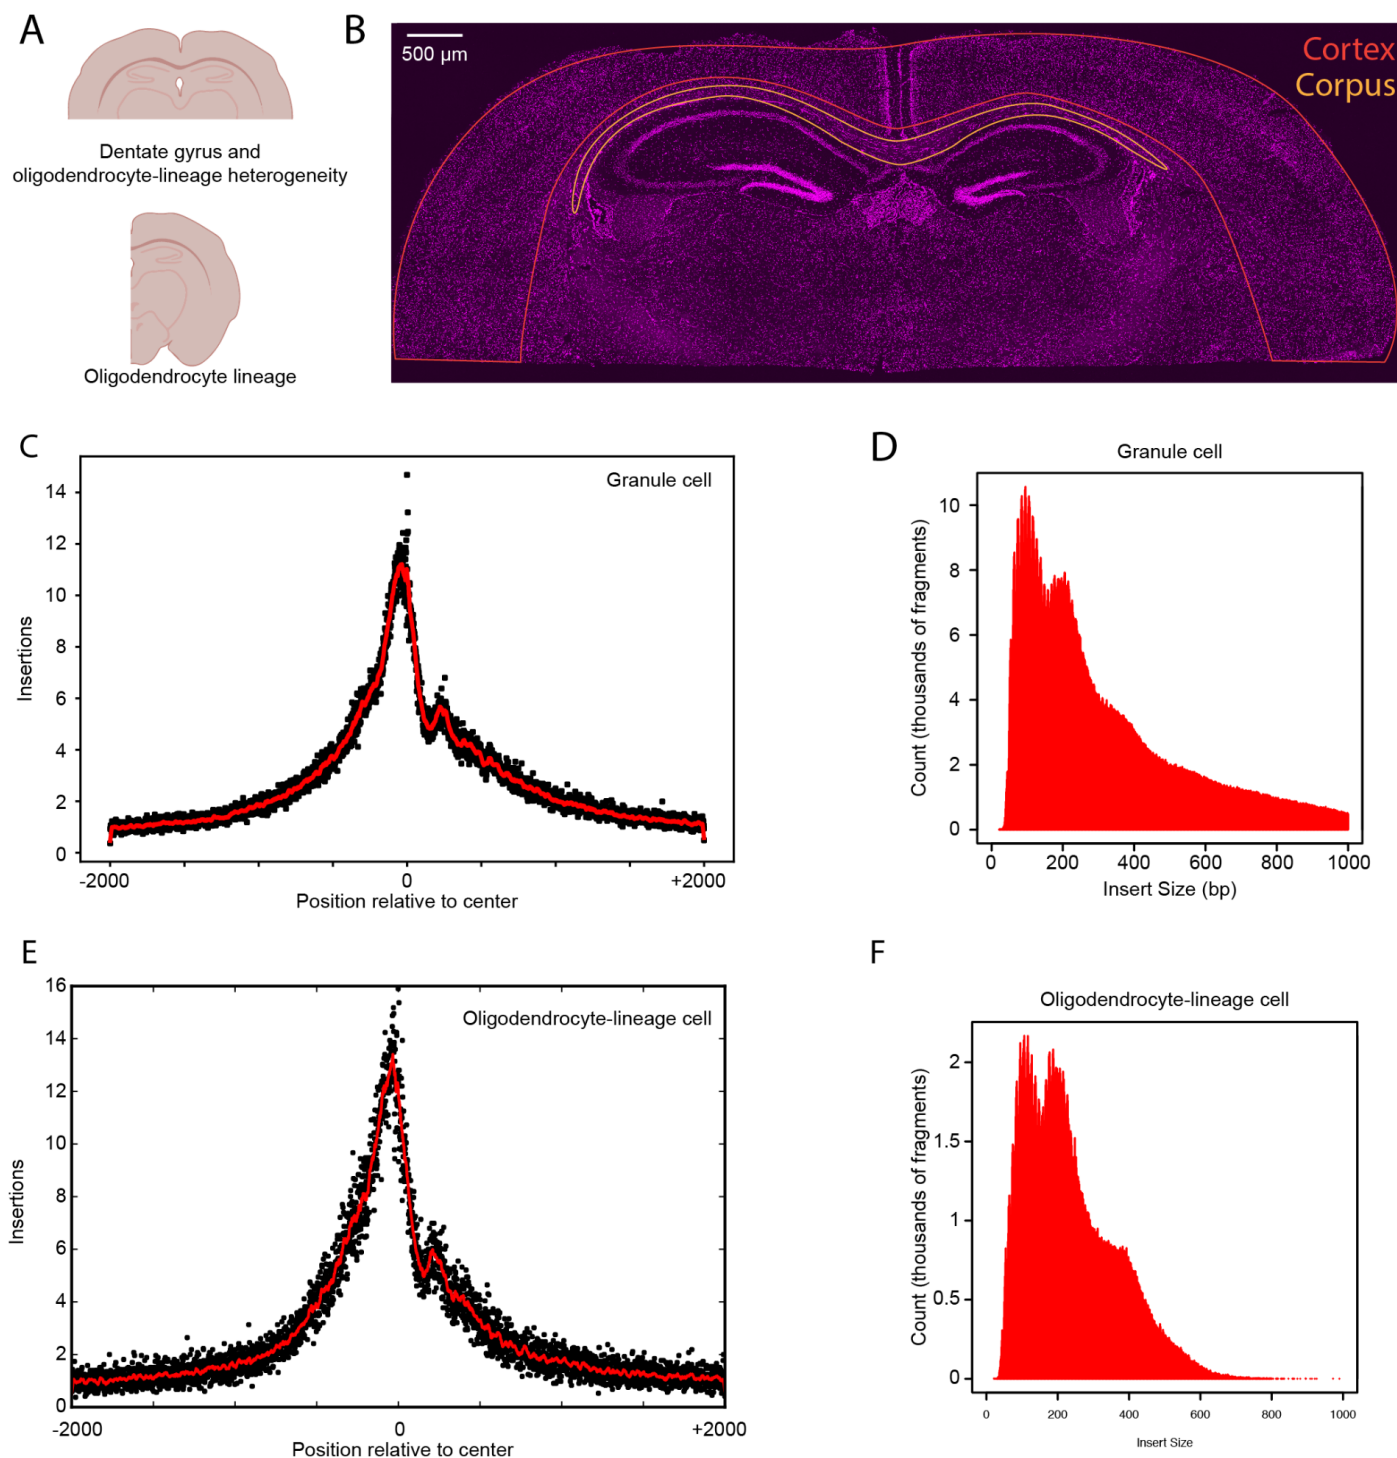 A
Dentate gyrus and
oligodendrocyte-lineage heterogeneity
Oligodendrocyte lineage
B
500 µm
Cortex
Corpus
C
Granule cell
Insertions
14
12
10
8
6
4
2
0
-2000
0
+2000
Position relative to center
D
Granule cell
Count (thousands of fragments)
10
8
6
4
2
0
0
200
400
600
800
1000
Insert Size (bp)
E
Oligodendrocyte-lineage cell
Insertions
16
14
12
10
8
6
4
2
0
-2000
0
+2000
Position relative to center
F
Oligodendrocyte-lineage cell
Count (thousands of fragments)
2
1.5
1
0.5
0
0
200
400
600
800
1000
Insert Size